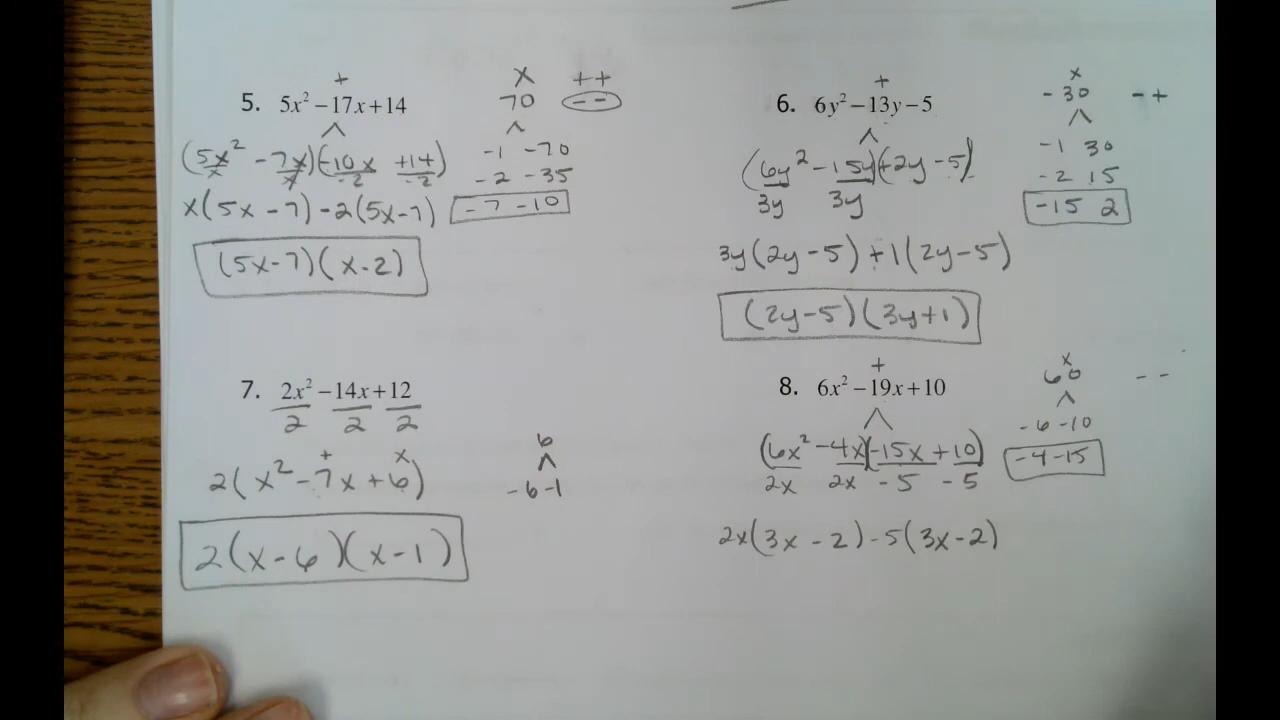 5. 5x² − 17x + 14
+
(5x² − 7x)(−10x + 14)
x x −2 −2
x(5x − 7) − 2(5x − 7)
(5x − 7)(x − 2)
x
70
+ +
− −
−1 −70
−2 −35
−7 −10
6. 6y² − 13y − 5
+
(6y² − 15y)(+2y − 5)
3y 3y
3y(2y − 5) + 1(2y − 5)
(2y − 5)(3y + 1)
x
−30
− +
−1 30
−2 15
−15 2
7. 2x² − 14x + 12
2 2 2
+ x
2(x² − 7x + 6)
2(x − 6)(x − 1)
6
−6 −1
8. 6x² − 19x + 10
+
(6x² − 4x)(−15x + 10)
2x 2x −5 −5
2x(3x − 2) − 5(3x − 2)
x
60
− −
−6 −10
−4 −15